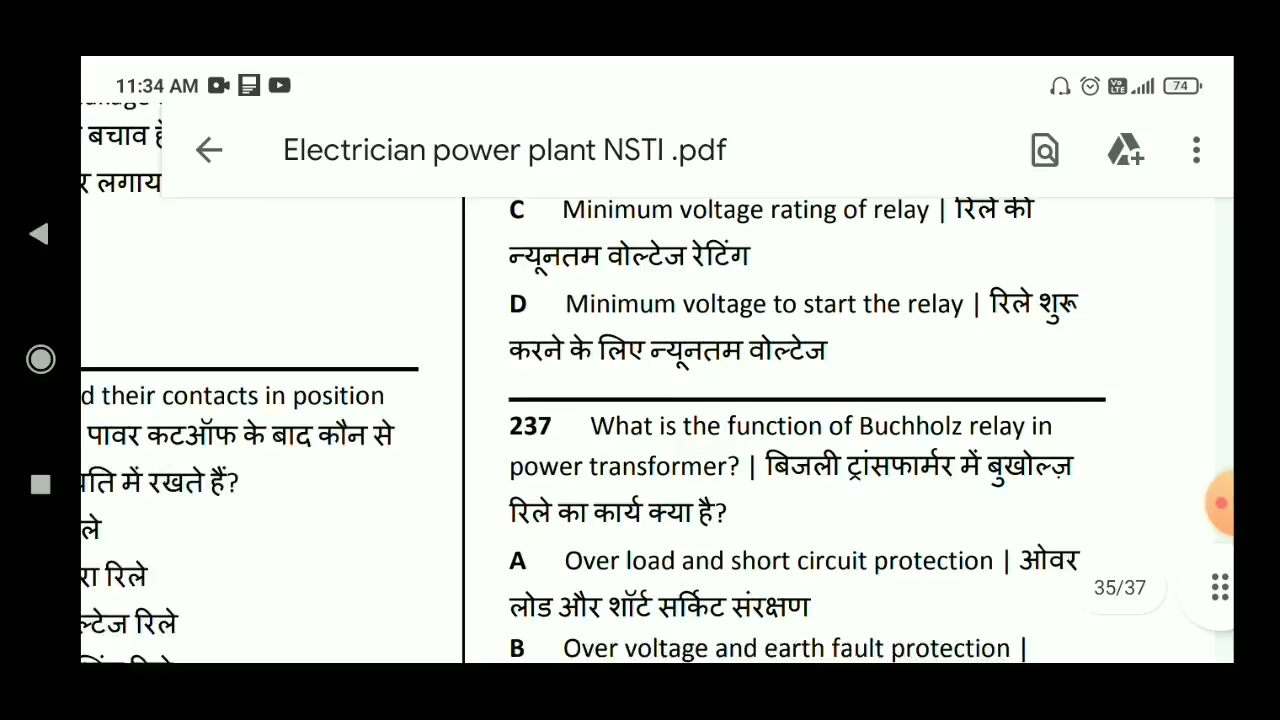 11:34 AM
74
Electrician power plant NSTI .pdf
बचाव
लगाय
d their contacts in position
पावर कटऑफ के बाद कौन से
में रखते हैं?
रिले
रिले
C Minimum voltage rating of relay | रिले की
न्यूनतम वोल्टेज रेटिंग
D Minimum voltage to start the relay | रिले शुरू
करने के लिए न्यूनतम वोल्टेज
237 What is the function of Buchholz relay in
power transformer? | बिजली ट्रांसफार्मर में बुखोल्ज़
रिले का कार्य क्या है?
A Over load and short circuit protection | ओवर
लोड और शॉर्ट सर्किट संरक्षण
B Over voltage and earth fault protection |
35/37